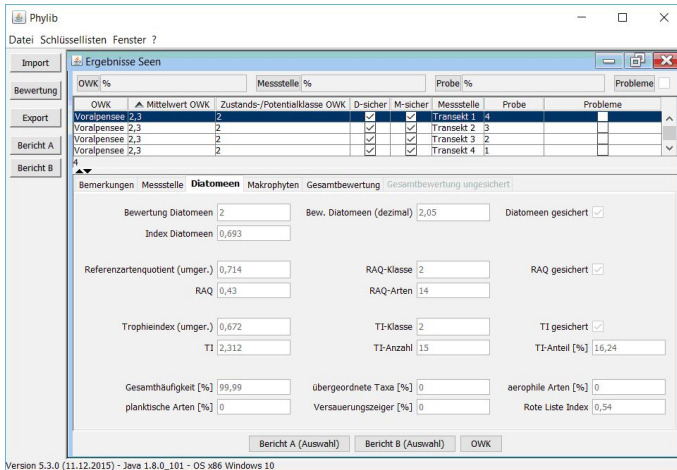 Phylib
Datei Schlüssellisten Fenster ?
Import
Bewertung
Export
Bericht A
Bericht B
Ergebnisse Seen
OWK % Messstelle % Probe % Probleme
OWK Mittelwert OWK Zustands-/Potentialklasse OWK D-sicher M-sicher Messstelle Probe Probleme
Voralpensee 2,3 2 Transekt 1 4
Voralpensee 2,3 2 Transekt 2 3
Voralpensee 2,3 2 Transekt 3 2
Voralpensee 2,3 2 Transekt 4 1
4
Bemerkungen Messstelle Diatomeen Makrophyten Gesamtbewertung Gesamtbewertung ungesichert
Bewertung Diatomeen 2 Bew. Diatomeen (dezimal) 2,05 Diatomeen gesichert
Index Diatomeen 0,693
Referenzartenquotient (umger.) 0,714 RAQ-Klasse 2 RAQ gesichert
RAQ 0,43 RAQ-Arten 14
Trophieindex (umger.) 0,672 TI-Klasse 2 TI gesichert
TI 2,312 TI-Anzahl 15 TI-Anteil [%] 16,24
Gesamthäufigkeit [%] 99,99 übergeordnete Taxa [%] 0 aerophile Arten [%] 0
planktische Arten [%] 0 Versauerungszeiger [%] 0 Rote Liste Index 0,54
Bericht A (Auswahl) Bericht B (Auswahl) OWK
Version 5.3.0 (11.12.2015) - Java 1.8.0_101 - OS x86 Windows 10